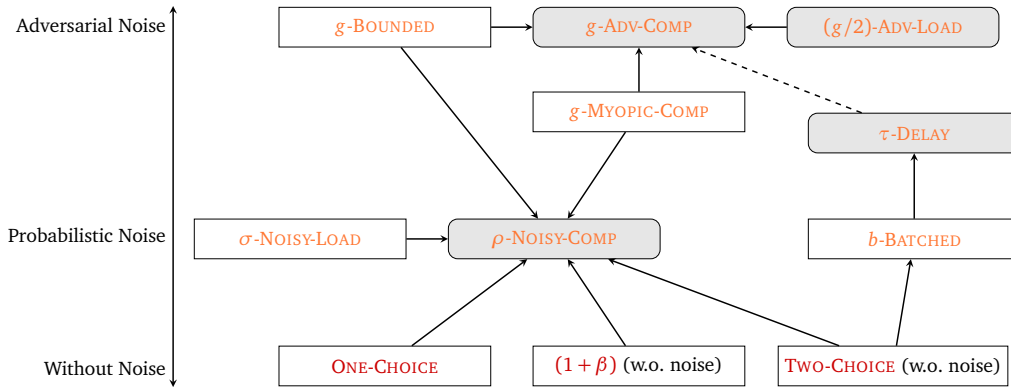 Adversarial Noise
g-BOUNDED
g-ADV-COMP
(g/2)-ADV-LOAD
g-MYOPIC-COMP
τ-DELAY
Probabilistic Noise
σ-NOISY-LOAD
ρ-NOISY-COMP
b-BATCHED
Without Noise
ONE-CHOICE
(1 + β) (w.o. noise)
TWO-CHOICE (w.o. noise)